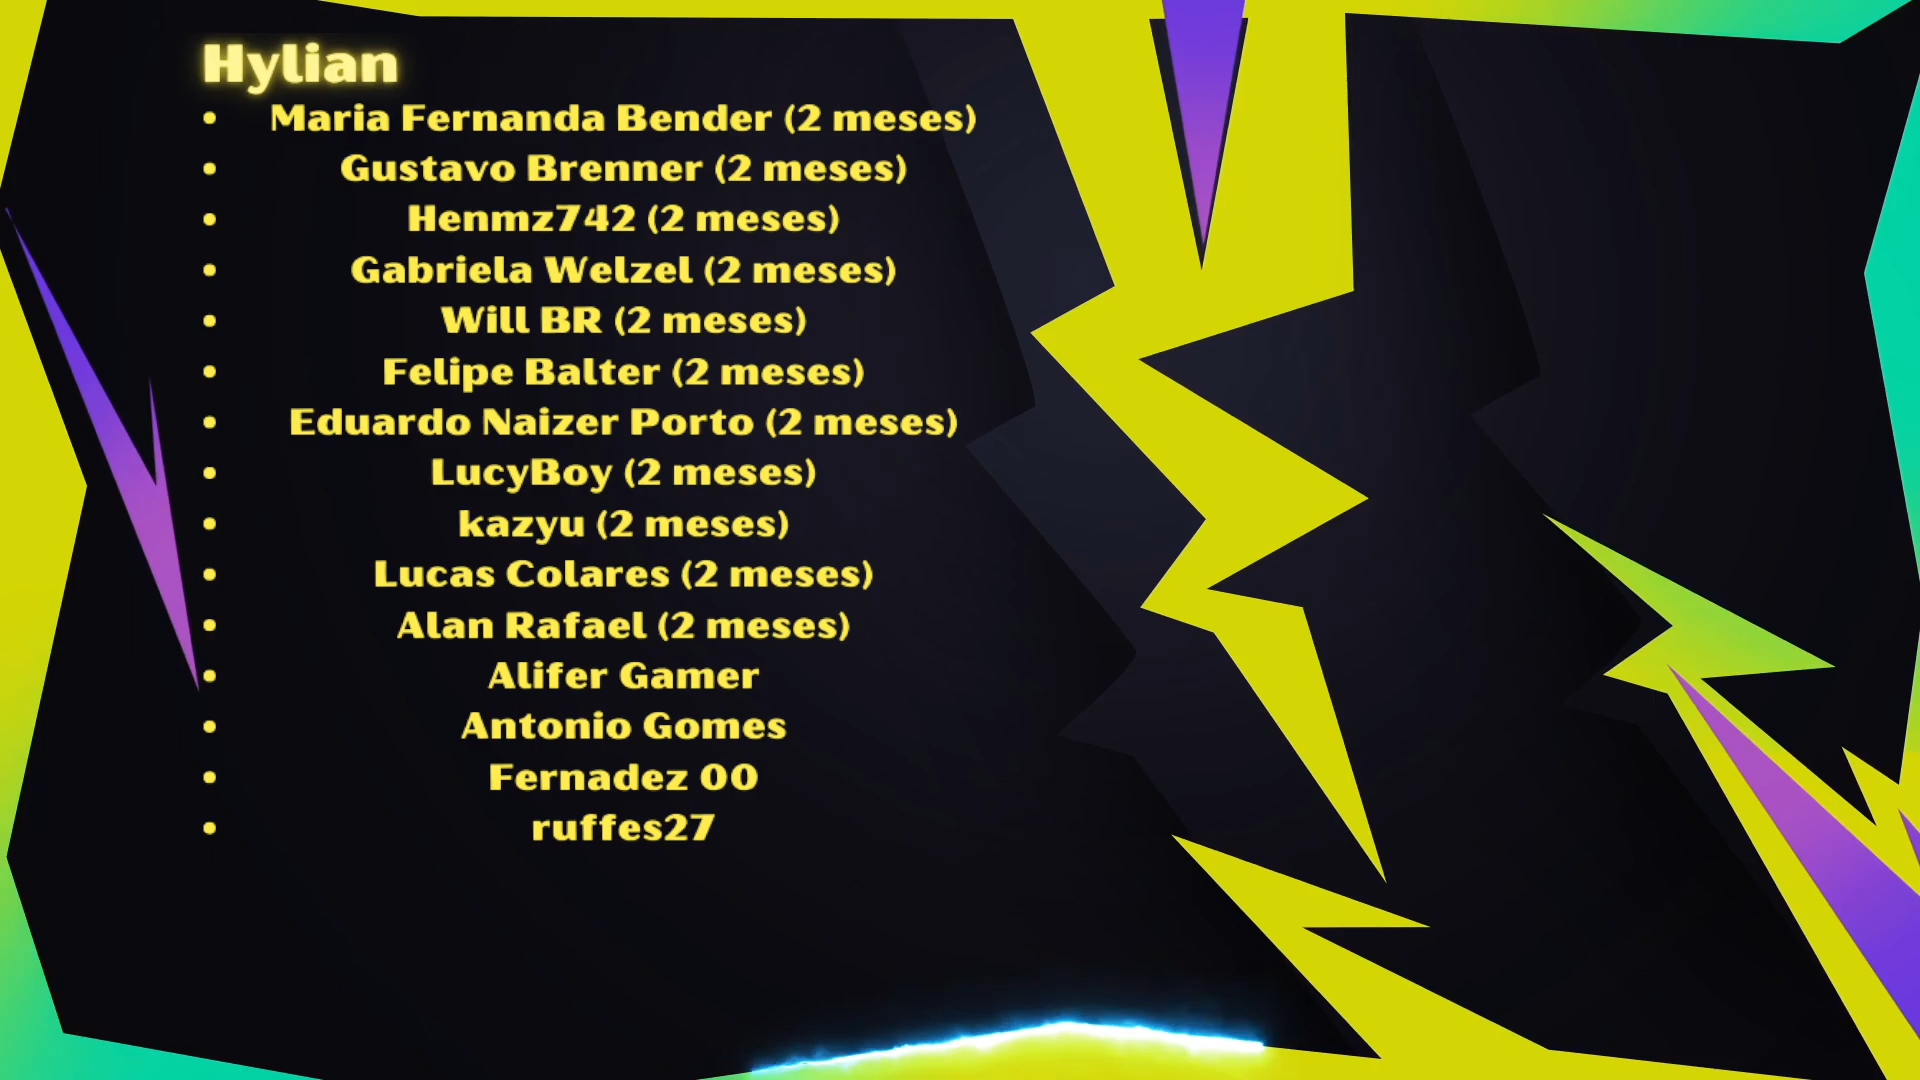 Hylian
• Maria Fernanda Bender (2 meses)
• Gustavo Brenner (2 meses)
• Henmz742 (2 meses)
• Gabriela Welzel (2 meses)
• Will BR (2 meses)
• Felipe Balter (2 meses)
• Eduardo Naizer Porto (2 meses)
• LucyBoy (2 meses)
• kazyu (2 meses)
• Lucas Colares (2 meses)
• Alan Rafael (2 meses)
• Alifer Gamer
• Antonio Gomes
• Fernadez 00
• ruffes27